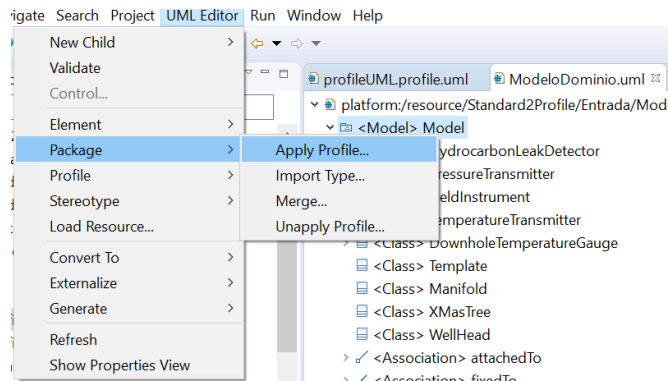 vigate Search Project UML Editor Run Window Help
New Child
Validate
Control...
Element
Package
Profile
Stereotype
Load Resource...
Convert To
Externalize
Generate
Refresh
Show Properties View
Apply Profile...
Import Type...
Merge...
Unapply Profile...
profileUML.profile.uml ModeloDominio.uml
platform:/resource/Standard2Profile/Entrada/Mod
<Model> Model
ydrocarbonLeakDetector
ressureTransmitter
eldInstrument
emperatureTransmitter
<Class> DownholeTemperatureGauge
<Class> Template
<Class> Manifold
<Class> XMasTree
<Class> WellHead
<Association> attachedTo
<Association> fixedTo